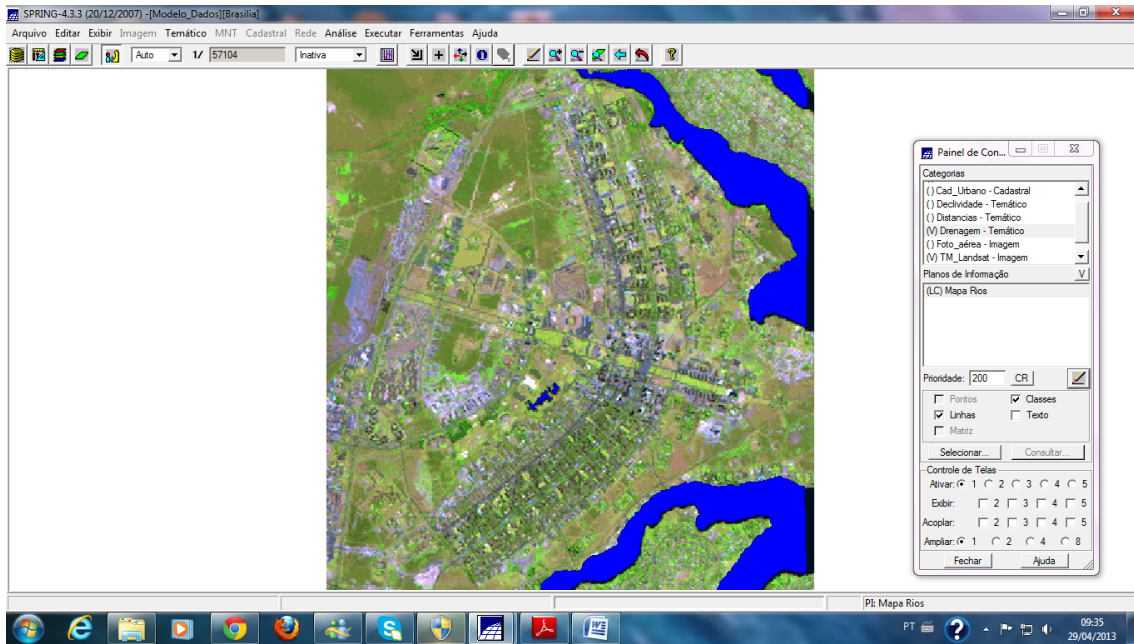 SPRING-4.3.3 (20/12/2007) -[Modelo_Dados][Brasilia]
Arquivo Editar Exibir Imagem Temático MNT Cadastral Rede Análise Executar Ferramentas Ajuda
Auto 1/ 57104 Inativa
Painel de Con...
Categorias
() Cad_Urbano - Cadastral
() Declividade - Temático
() Distancias - Temático
(V) Drenagem - Temático
() Foto_aérea - Imagem
(V) TM_Landsat - Imagem
Planos de Informação V
(LC) Mapa Rios
Prioridade: 200 CR
Pontos Classes
Linhas Texto
Matriz
Selecionar... Consultar...
Controle de Telas
Ativar: 1 2 3 4 5
Exibir: 2 3 4 5
Acoplar: 2 3 4 5
Ampliar: 1 2 4 8
Fechar Ajuda
PI: Mapa Rios
PT 09:35
29/04/2013